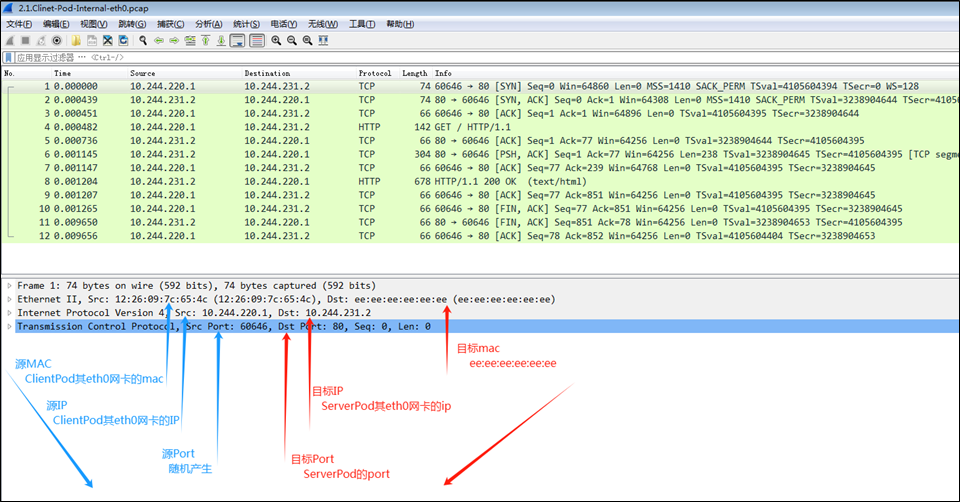 2.1.Clinet-Pod-Internal-eth0.pcap
文件(F) 编辑(E) 视图(V) 跳转(G) 捕获(C) 分析(A) 统计(S) 电话(Y) 无线(W) 工具(T) 帮助(H)
应用显示过滤器 … <Ctrl-/>
No. Time Source Destination Protocol Length Info
1 0.000000 10.244.220.1 10.244.231.2 TCP 74 60646 → 80 [SYN] Seq=0 Win=64860 Len=0 MSS=1410 SACK_PERM TSval=4105604394 TSecr=0 WS=128
2 0.000439 10.244.231.2 10.244.220.1 TCP 74 80 → 60646 [SYN, ACK] Seq=0 Ack=1 Win=64308 Len=0 MSS=1410 SACK_PERM TSval=3238904644 TSecr=41056
3 0.000451 10.244.220.1 10.244.231.2 TCP 66 60646 → 80 [ACK] Seq=1 Ack=1 Win=64896 Len=0 TSval=4105604394 TSecr=3238904644
4 0.000482 10.244.220.1 10.244.231.2 HTTP 142 GET / HTTP/1.1
5 0.000736 10.244.231.2 10.244.220.1 TCP 66 80 → 60646 [ACK] Seq=1 Ack=77 Win=64256 Len=0 TSval=3238904644 TSecr=4105604395
6 0.001145 10.244.231.2 10.244.220.1 TCP 304 80 → 60646 [PSH, ACK] Seq=1 Ack=77 Win=64256 Len=238 TSval=3238904645 TSecr=4105604395 [TCP segme
7 0.001147 10.244.220.1 10.244.231.2 TCP 66 60646 → 80 [ACK] Seq=77 Ack=239 Win=64768 Len=0 TSval=4105604395 TSecr=3238904645
8 0.001204 10.244.231.2 10.244.220.1 HTTP 678 HTTP/1.1 200 OK (text/html)
9 0.001207 10.244.220.1 10.244.231.2 TCP 66 60646 → 80 [ACK] Seq=77 Ack=851 Win=64256 Len=0 TSval=4105604395 TSecr=3238904645
10 0.001265 10.244.220.1 10.244.231.2 TCP 66 60646 → 80 [FIN, ACK] Seq=77 Ack=851 Win=64256 Len=0 TSval=4105604395 TSecr=3238904645
11 0.009650 10.244.231.2 10.244.220.1 TCP 66 80 → 60646 [FIN, ACK] Seq=851 Ack=78 Win=64256 Len=0 TSval=3238904653 TSecr=4105604395
12 0.009656 10.244.220.1 10.244.231.2 TCP 66 60646 → 80 [ACK] Seq=78 Ack=852 Win=64256 Len=0 TSval=4105604404 TSecr=3238904653
Frame 1: 74 bytes on wire (592 bits), 74 bytes captured (592 bits)
Ethernet II, Src: 12:26:09:7c:65:4c (12:26:09:7c:65:4c), Dst: ee:ee:ee:ee:ee:ee (ee:ee:ee:ee:ee:ee)
Internet Protocol Version 4, Src: 10.244.220.1, Dst: 10.244.231.2
Transmission Control Protocol, Src Port: 60646, Dst Port: 80, Seq: 0, Len: 0
目标mac
ee:ee:ee:ee:ee:ee
源MAC
ClientPod其eth0网卡的mac
目标IP
ServerPod其eth0网卡的ip
源IP
ClientPod其eth0网卡的IP
源Port
随机产生
目标Port
ServerPod的port